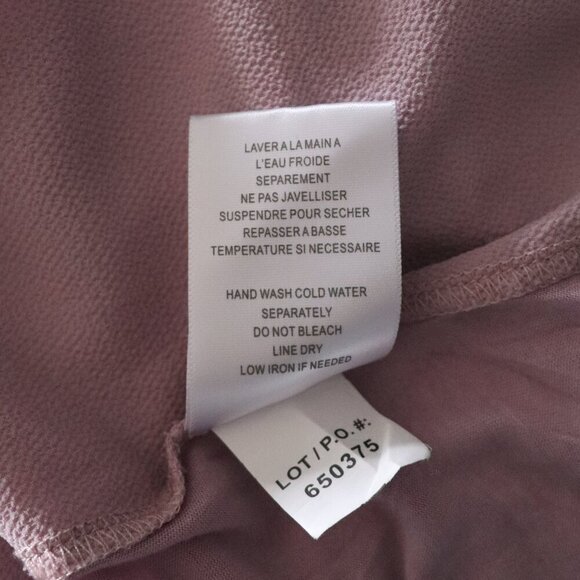 LAVER A LA MAIN A
L'EAU FROIDE
SEPAREMENT
NE PAS JAVELLISER
SUSPENDRE POUR SECHER
REPASSER A BASSE
TEMPERATURE SI NECESSAIRE
HAND WASH COLD WATER
SEPARATELY
DO NOT BLEACH
LINE DRY
LOW IRON IF NEEDED
LOT / P.O. #:
650375